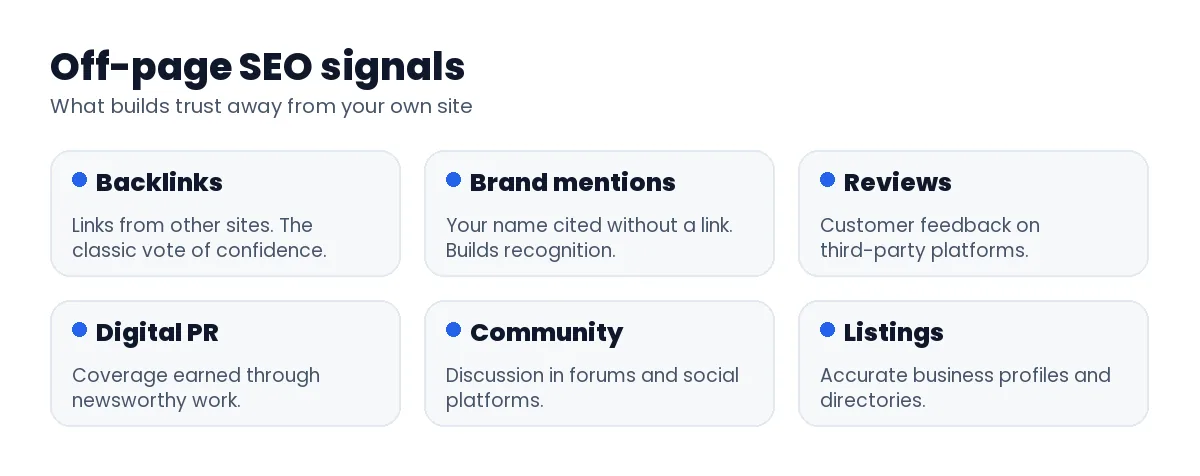 Off-page SEO signals
What builds trust away from your own site
Backlinks
Links from other sites. The
classic vote of confidence.
Brand mentions
Your name cited without a link.
Builds recognition.
Reviews
Customer feedback on
third-party platforms.
Digital PR
Coverage earned through
newsworthy work.
Community
Discussion in forums and social
platforms.
Listings
Accurate business profiles and
directories.